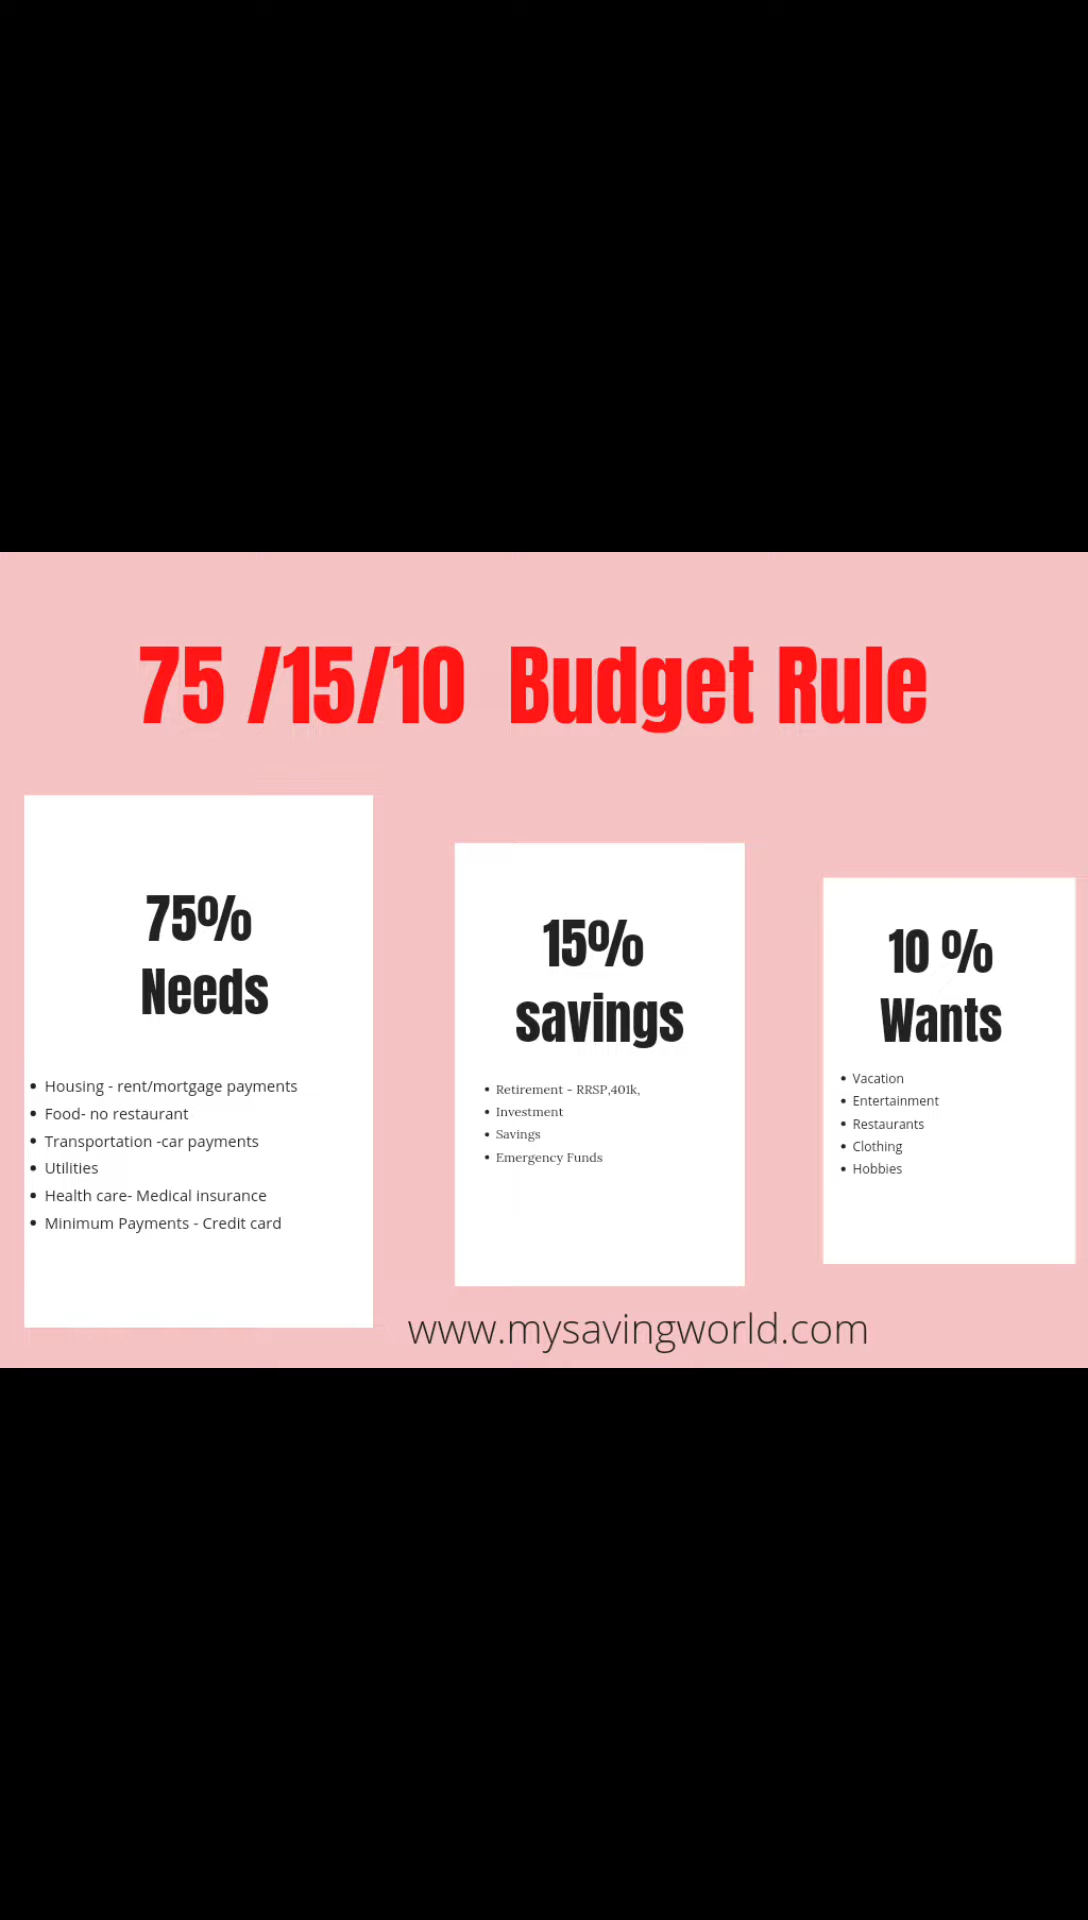 75 /15/10 Budget Rule
75%
Needs
• Housing - rent/mortgage payments
• Food- no restaurant
• Transportation -car payments
• Utilities
• Health care- Medical insurance
• Minimum Payments - Credit card
15%
savings
• Retirement - RRSP,401k,
• Investment
• Savings
• Emergency Funds
10 %
Wants
• Vacation
• Entertainment
• Restaurants
• Clothing
• Hobbies
www.mysavingworld.com